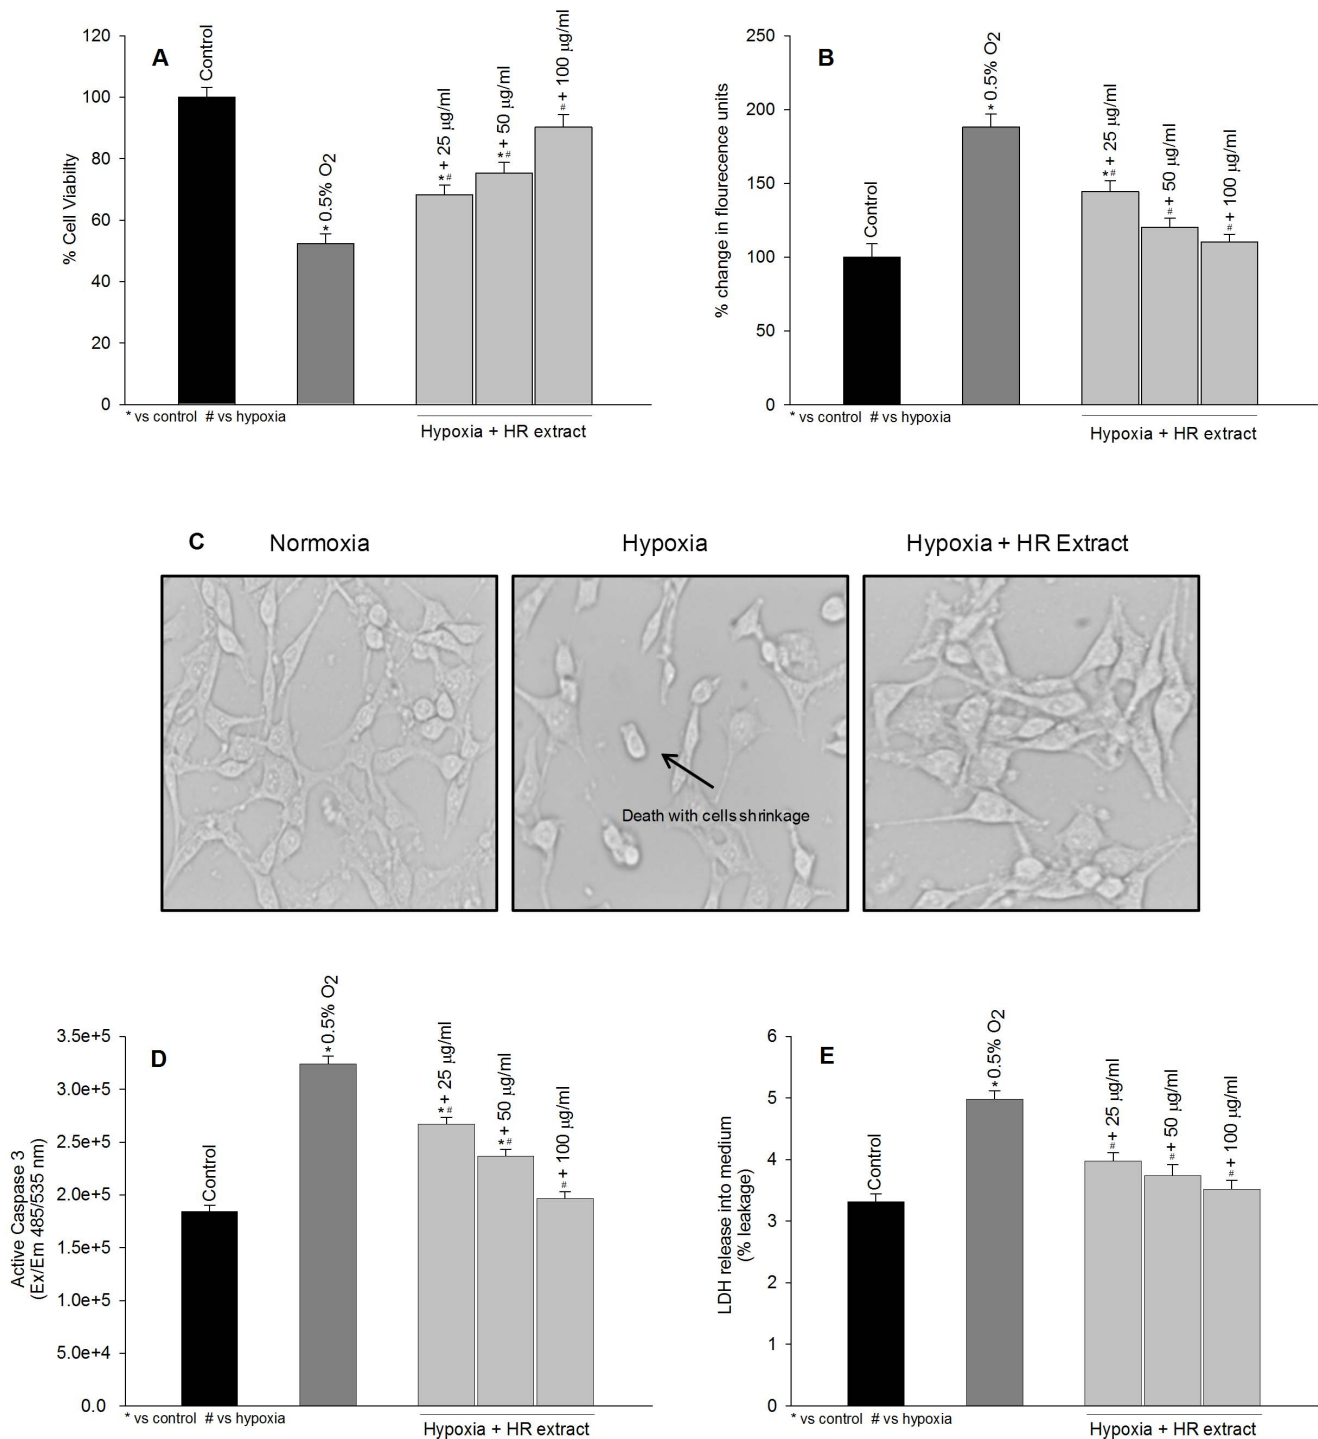 A
% Cell Viabilty
120
100
80
60
40
20
0
Control
* 0.5% O2
*# + 25 µg/ml
*# + 50 µg/ml
# + 100 µg/ml
* vs control # vs hypoxia
Hypoxia + HR extract
B
% change in flourecence units
250
200
150
100
50
0
Control
* 0.5% O2
*# + 25 µg/ml
# + 50 µg/ml
# + 100 µg/ml
* vs control # vs hypoxia
Hypoxia + HR extract
C
Normoxia
Hypoxia
Hypoxia + HR Extract
Death with cells shrinkage
D
Active Caspase 3
(Ex/Em 485/535 nm)
3.5e+5
3.0e+5
2.5e+5
2.0e+5
1.5e+5
1.0e+5
5.0e+4
0.0
Control
* 0.5% O2
*# + 25 µg/ml
*# + 50 µg/ml
# + 100 µg/ml
* vs control # vs hypoxia
Hypoxia + HR extract
E
LDH release into medium
(% leakage)
6
5
4
3
2
1
0
Control
* 0.5% O2
# + 25 µg/ml
# + 50 µg/ml
# + 100 µg/ml
* vs control # vs hypoxia
Hypoxia + HR extract